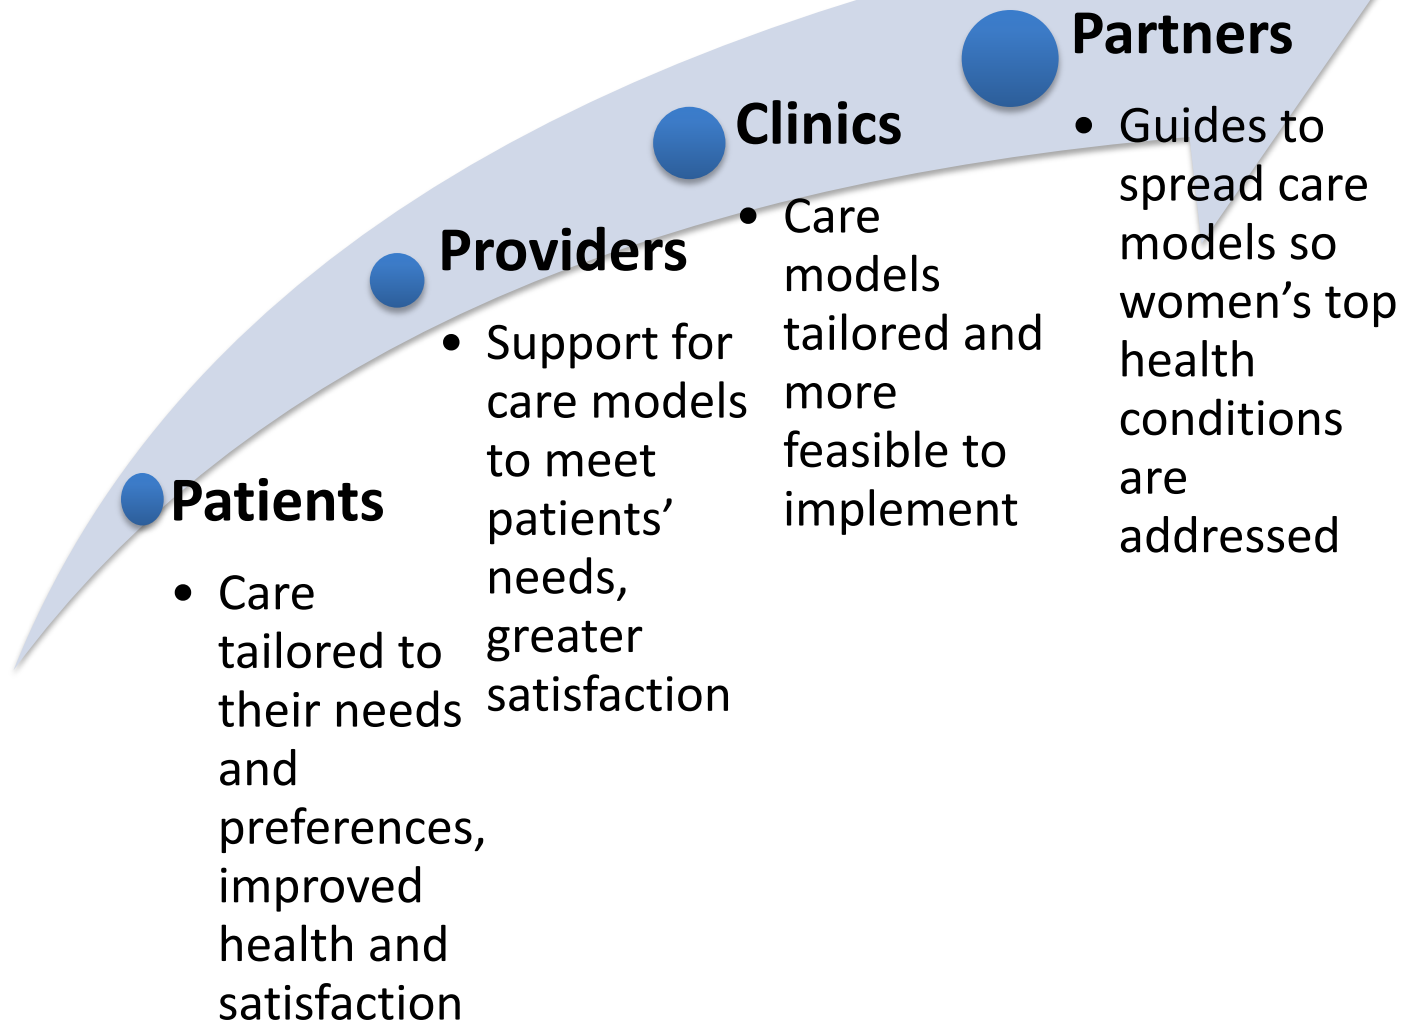 Patients
• Care
tailored to
their needs
and
preferences,
improved
health and
satisfaction
Providers
• Support for
care models
to meet
patients’
needs,
greater
satisfaction
Clinics
• Care
models
tailored and
more
feasible to
implement
Partners
• Guides to
spread care
models so
women’s top
health
conditions
are
addressed